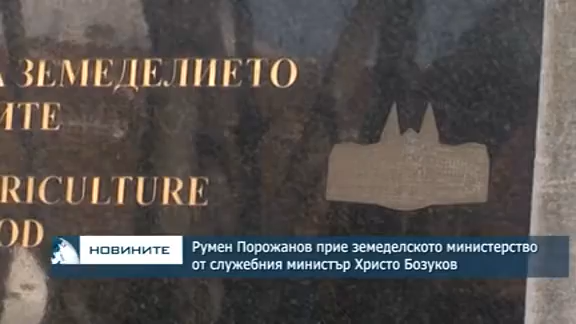 А ЗЕМЕДЕЛИЕТО
ИТЕ
RICULTURE
OD
НОВИНИТЕ
Румен Порожанов прие земеделското министерство
от служебния министър Христо Бозуков